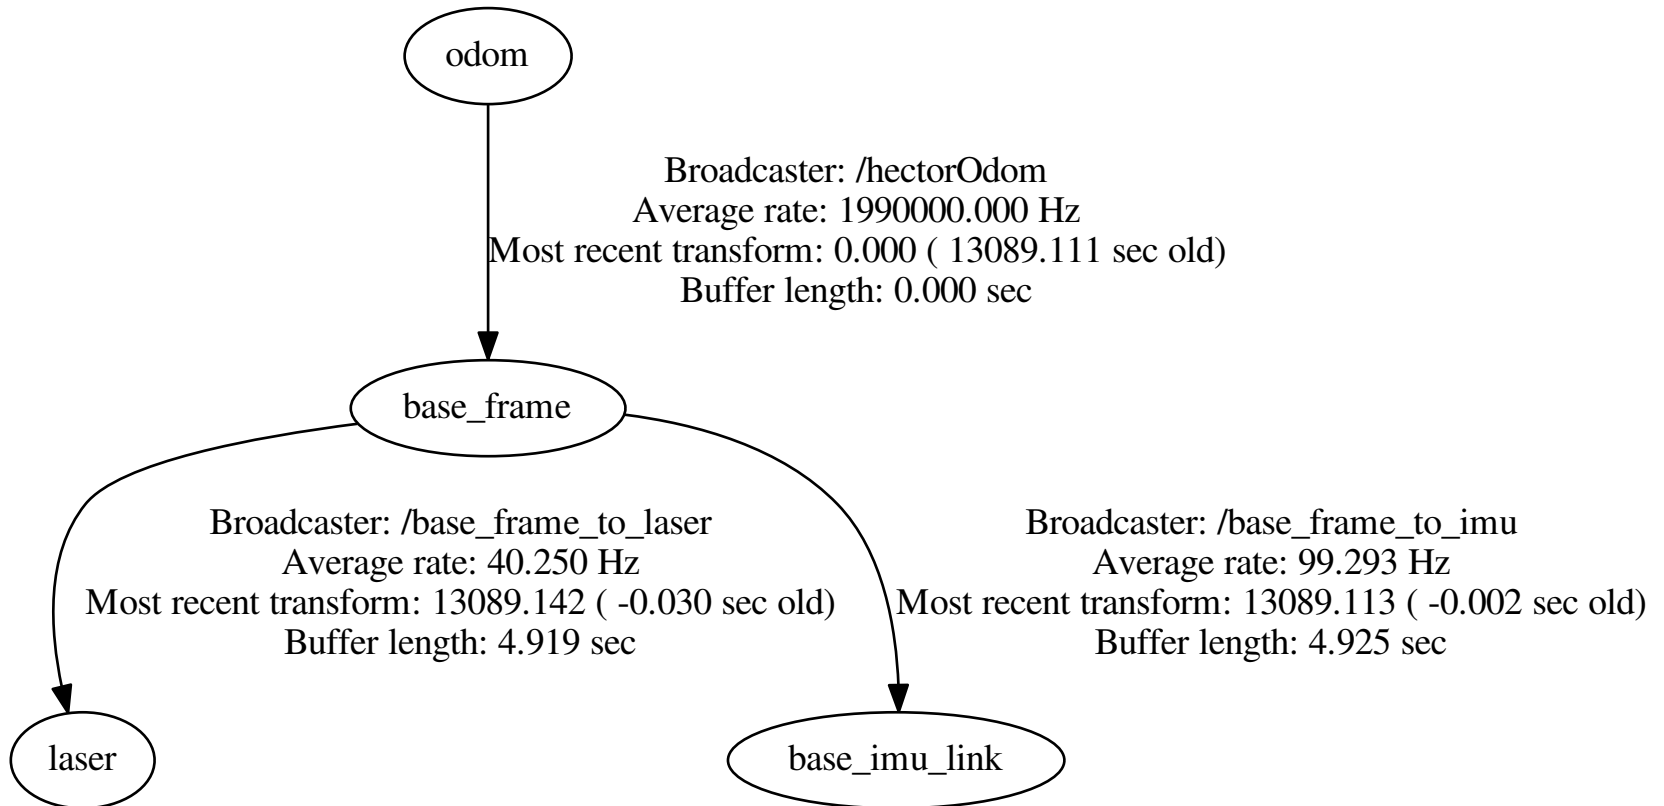 odom
Broadcaster: /hectorOdom
Average rate: 1990000.000 Hz
Most recent transform: 0.000 ( 13089.111 sec old)
Buffer length: 0.000 sec
base_frame
Broadcaster: /base_frame_to_laser
Average rate: 40.250 Hz
Most recent transform: 13089.142 ( -0.030 sec old)
Buffer length: 4.919 sec
Broadcaster: /base_frame_to_imu
Average rate: 99.293 Hz
Most recent transform: 13089.113 ( -0.002 sec old)
Buffer length: 4.925 sec
laser
base_imu_link